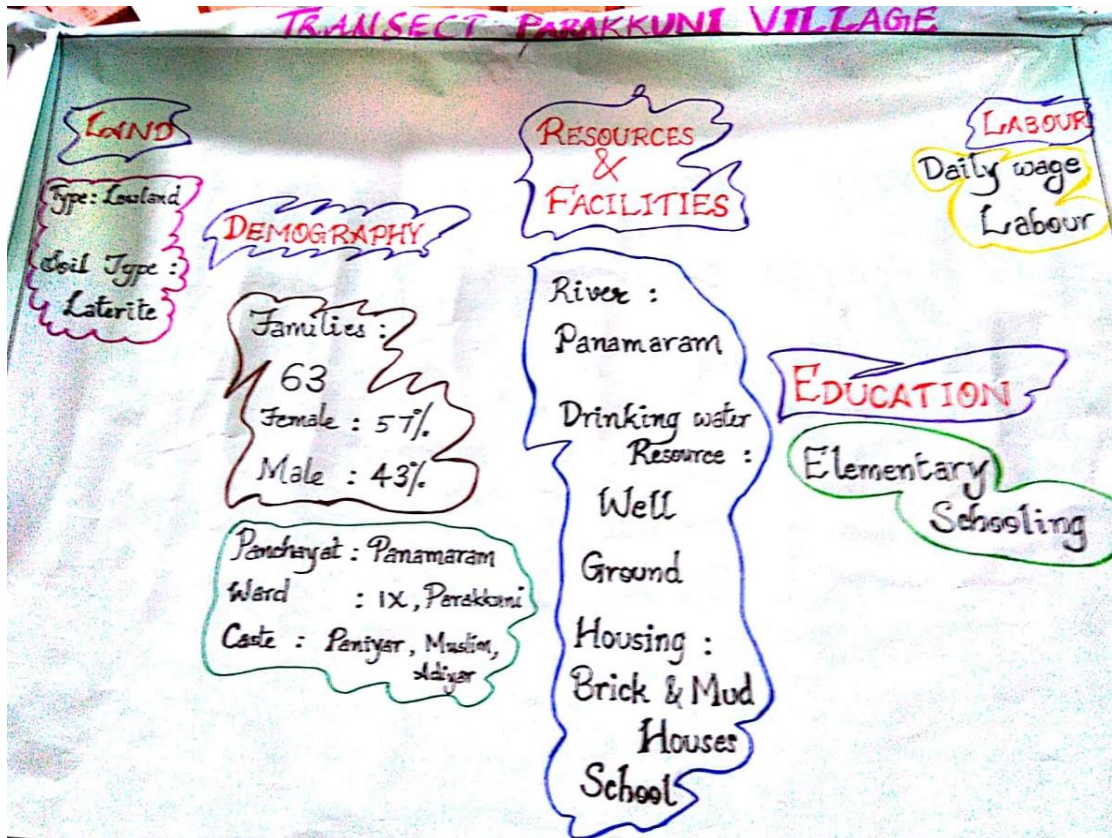 TRANSECT PARAKKUNI VILLAGE
LAND
Type: Lowland
Soil Type :
Laterite
DEMOGRAPHY
Families :
63
Female : 57%
Male : 43%
Panchayat : Panamaram
Ward : IX, Parakkuni
Caste : Paniyar, Muslim,
Adiyar
RESOURCES
&
FACILITIES
River :
Panamaram
Drinking water
Resource :
Well
Ground
Housing :
Brick & Mud
Houses
School
LABOUR
Daily wage
Labour
EDUCATION
Elementary
Schooling